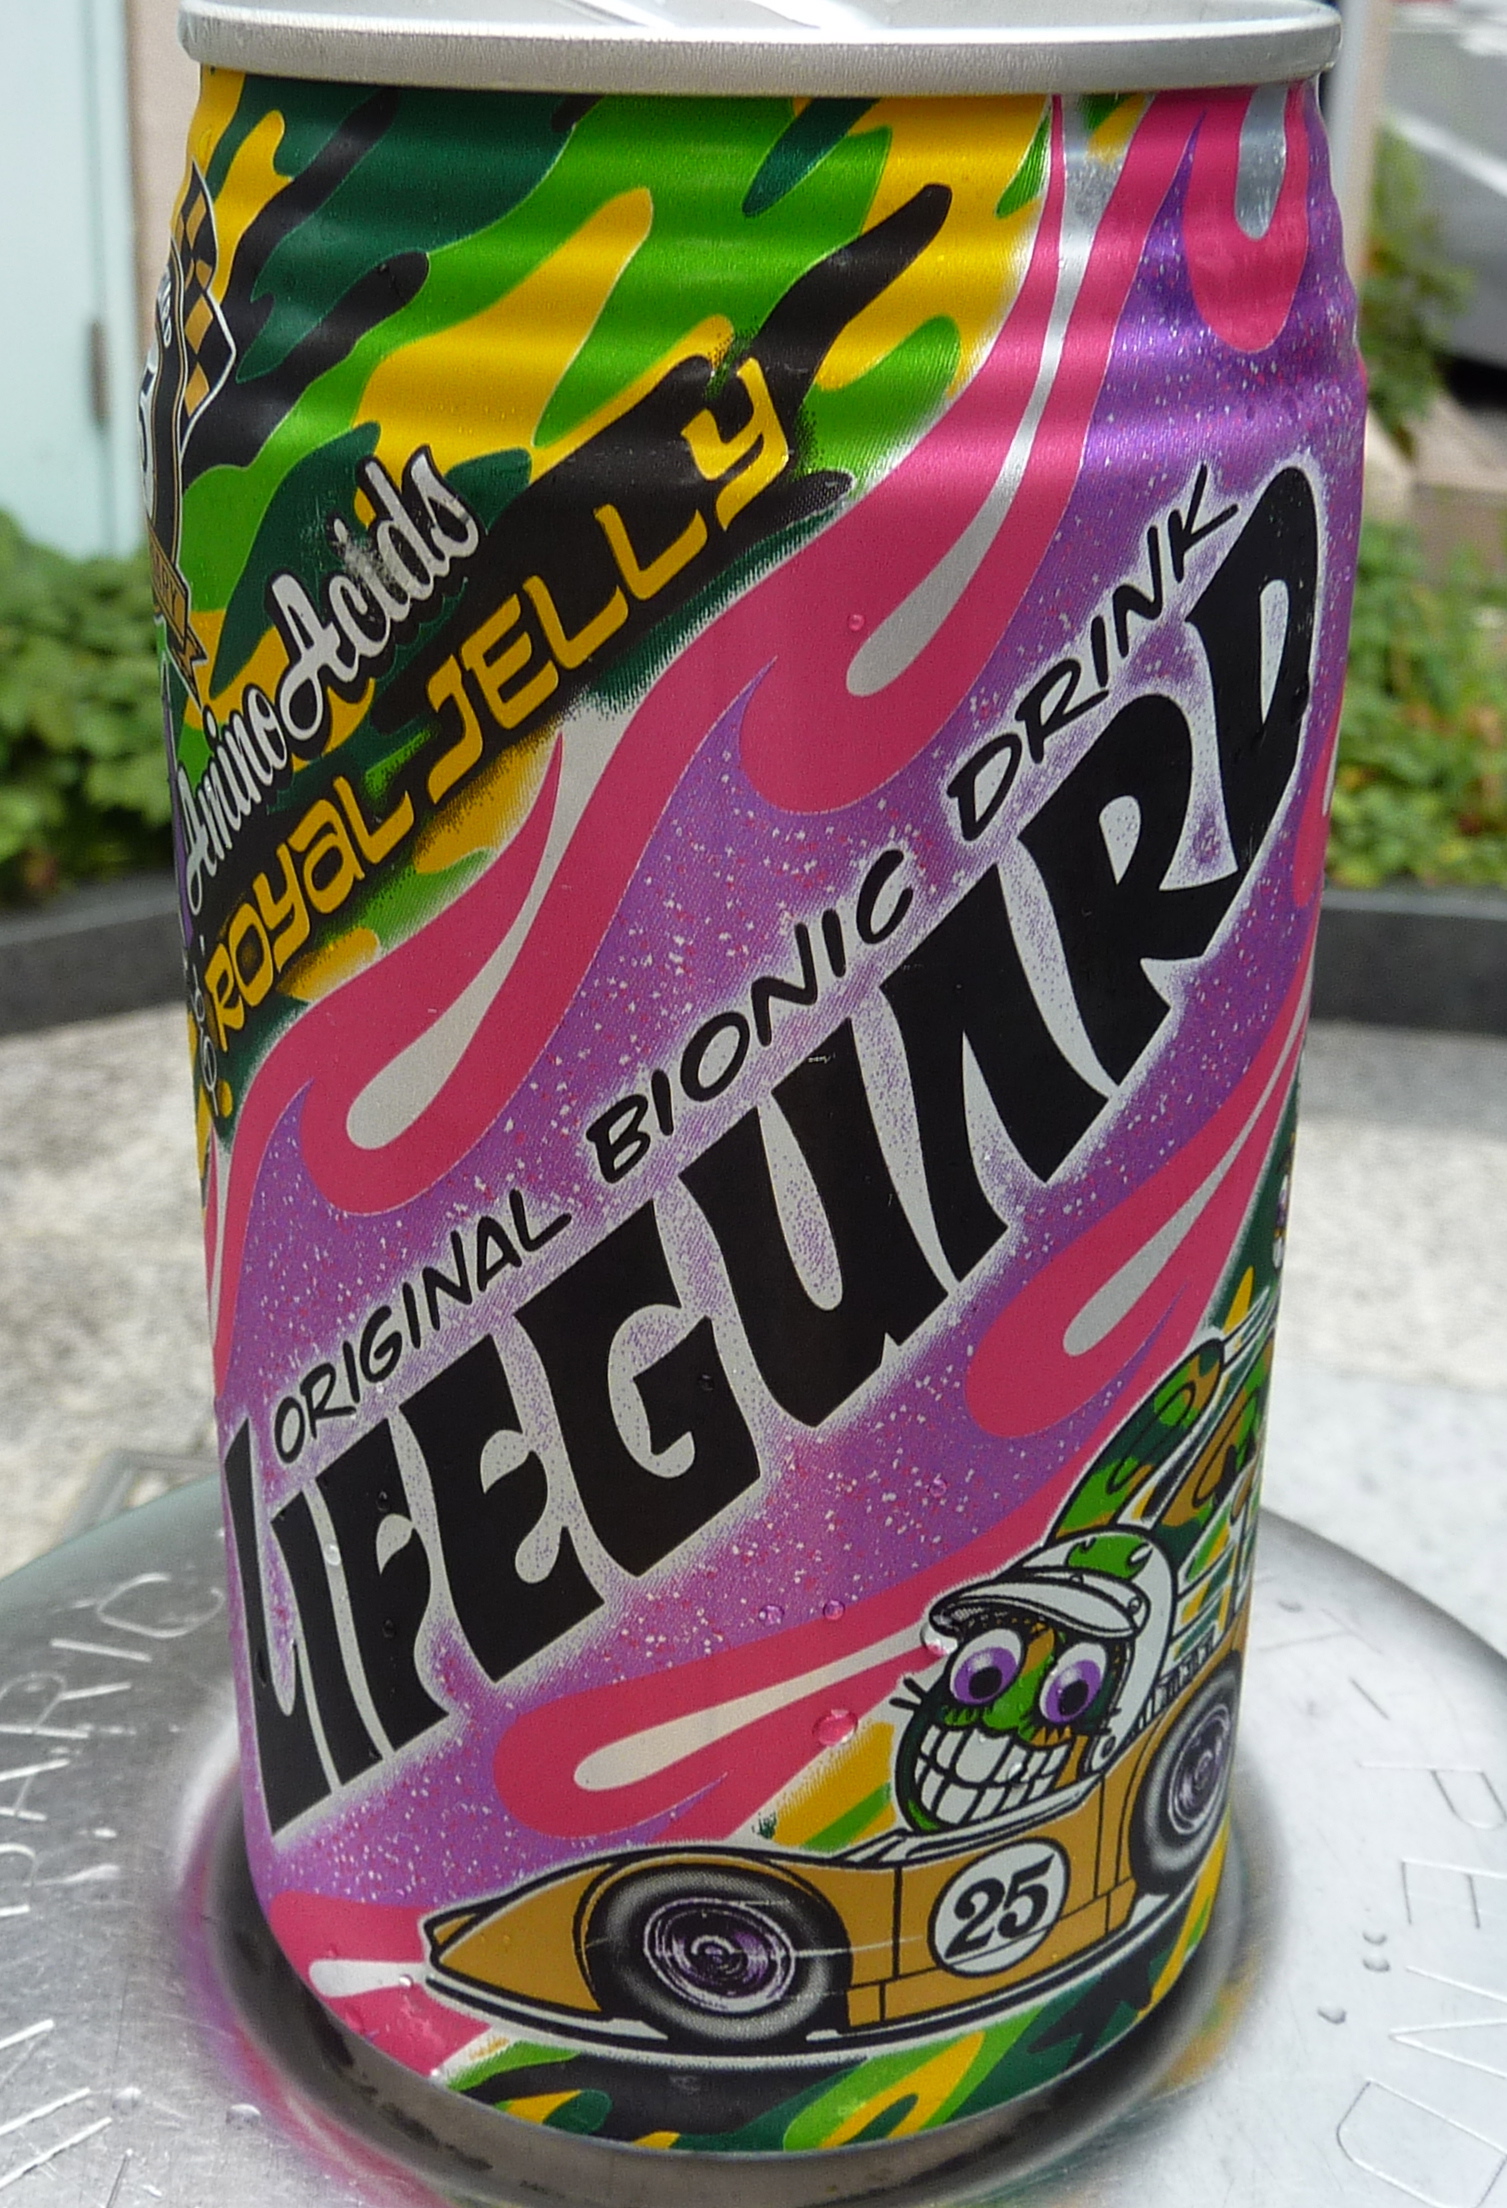 Amino Acids
ROYAL JELLY
ORIGINAL BIONIC DRINK
LIFEGUARD
25